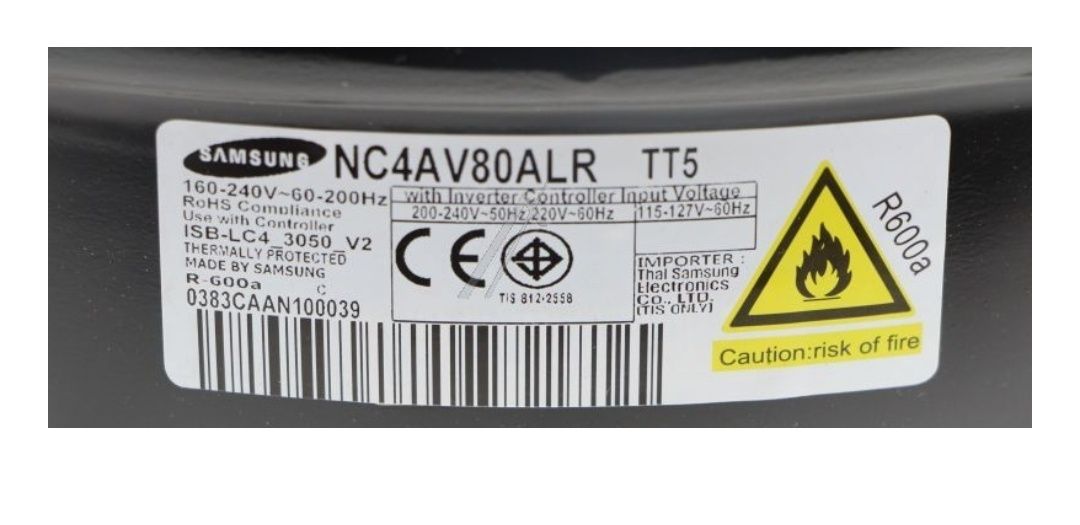 SAMSUNG NC4AV80ALR TT5
160-240V~60-200Hz
RoHS Compliance
Use with Controller
ISB-LC4_3050_V2
THERMALLY PROTECTED
MADE BY SAMSUNG
R-600a C
0383CAAN100039
with Inverter Controller Input Voltage
200-240V~50Hz/220V~60Hz 115-127V~60Hz
CE
TIS 812-2558
IMPORTER :
Thai Samsung
Electronics
Co., LTD.
(TIS ONLY)
R600a
Caution:risk of fire